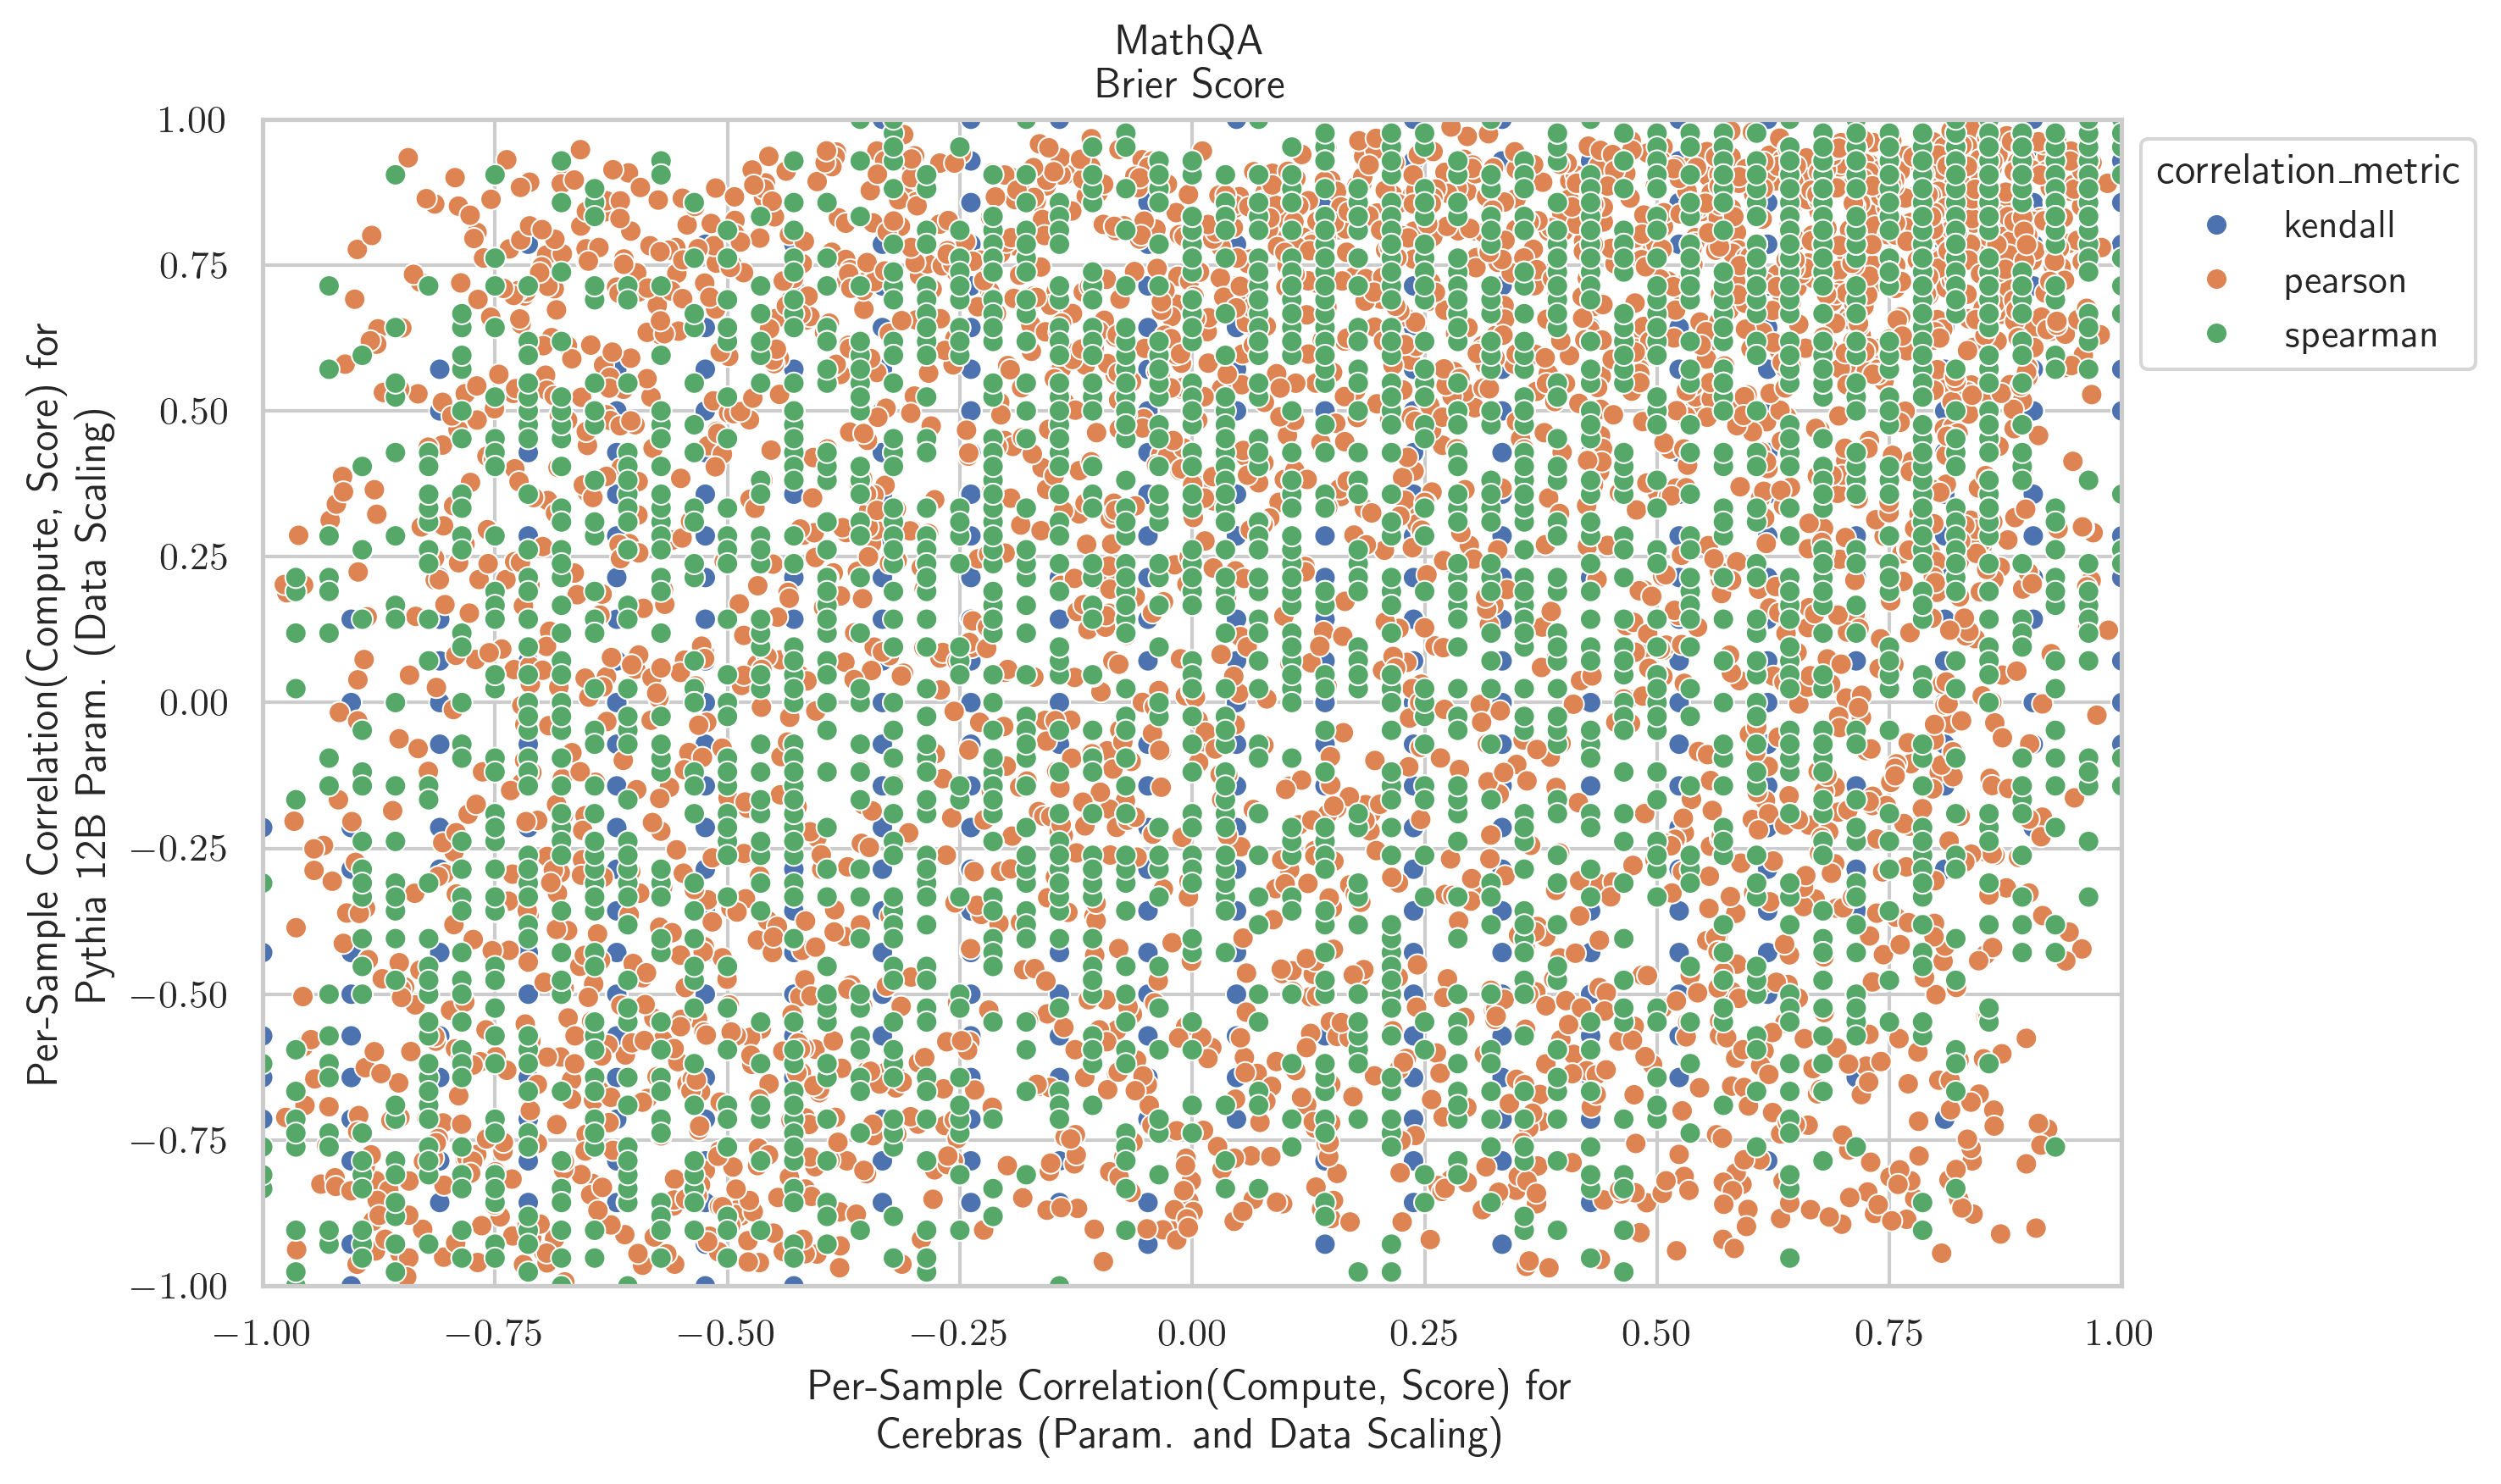 MathQA
Brier Score
Per-Sample Correlation(Compute, Score) for
Pythia 12B Param. (Data Scaling)
1.00
0.75
0.50
0.25
0.00
−0.25
−0.50
−0.75
−1.00
−1.00 −0.75 −0.50 −0.25 0.00 0.25 0.50 0.75 1.00
Per-Sample Correlation(Compute, Score) for
Cerebras (Param. and Data Scaling)
correlation_metric
kendall
pearson
spearman